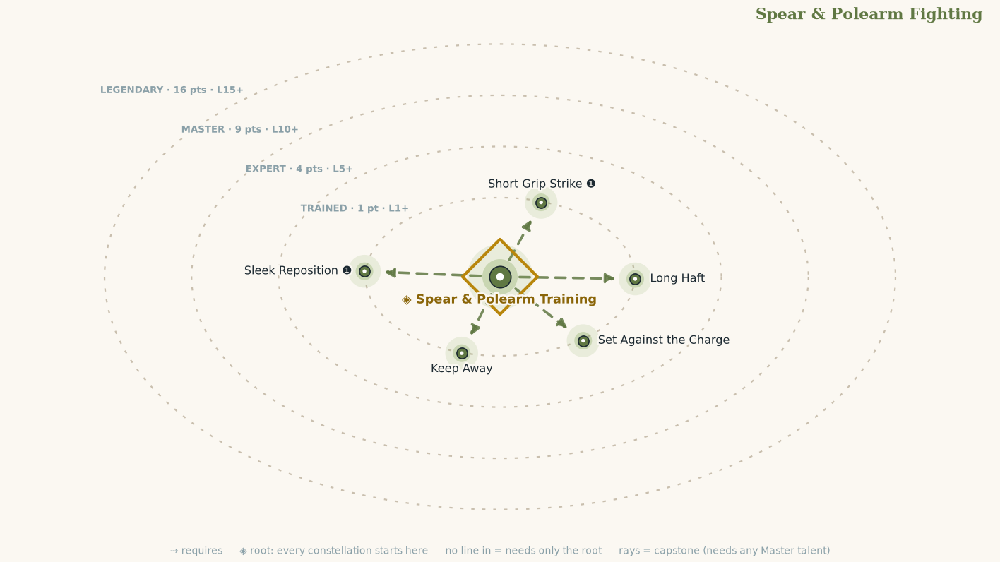 Spear & Polearm Fighting
LEGENDARY · 16 pts · L15+
MASTER · 9 pts · L10+
EXPERT · 4 pts · L5+
TRAINED · 1 pt · L1+
Short Grip Strike ❶
Sleek Reposition ❶
Long Haft
◈ Spear & Polearm Training
Set Against the Charge
Keep Away
⇢ requires ◈ root: every constellation starts here no line in = needs only the root rays = capstone (needs any Master talent)